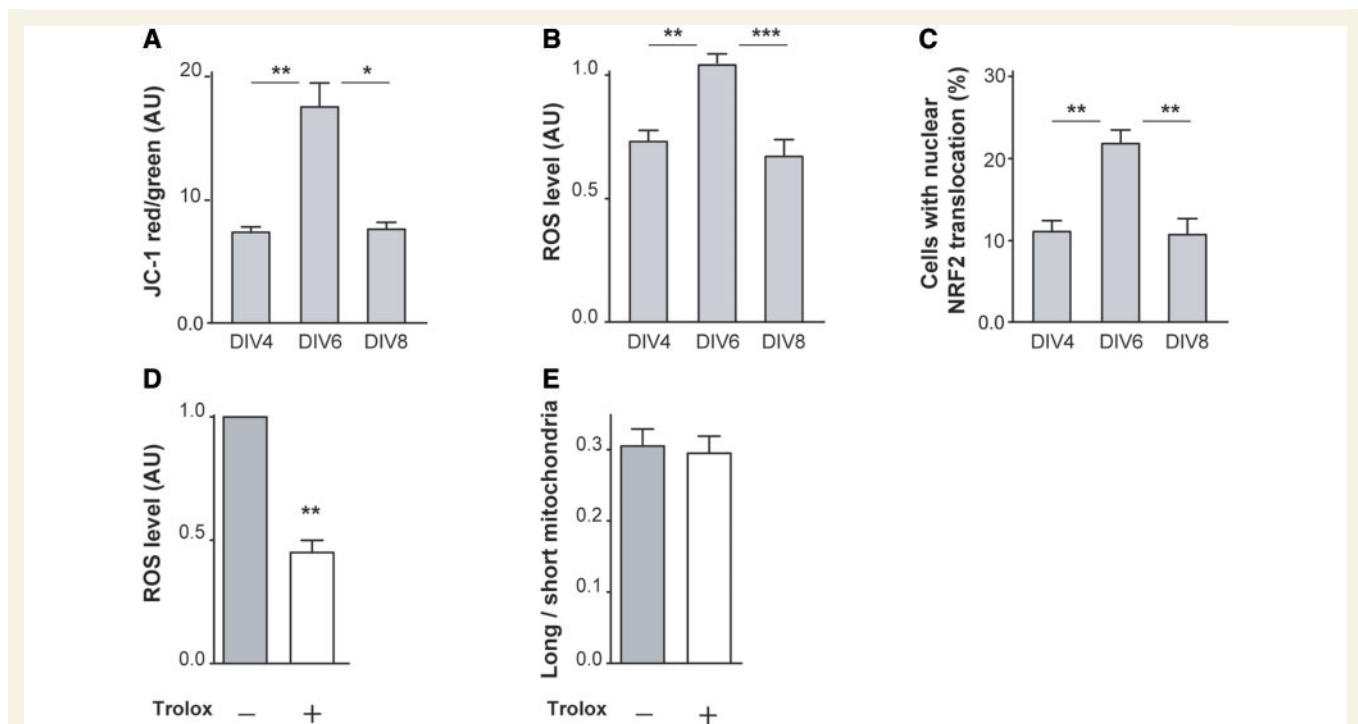 A
JC-1 red/green (AU)
20
10
0.0
** *
DIV4 DIV6 DIV8
B
ROS level (AU)
1.0
0.5
0.0
** ***
DIV4 DIV6 DIV8
C
Cells with nuclear
NRF2 translocation (%)
30
20
10
0.0
** **
DIV4 DIV6 DIV8
D
ROS level (AU)
1.0
0.5
0.0
**
Trolox − +
E
Long / short mitochondria
0.3
0.2
0.1
0.0
Trolox − +